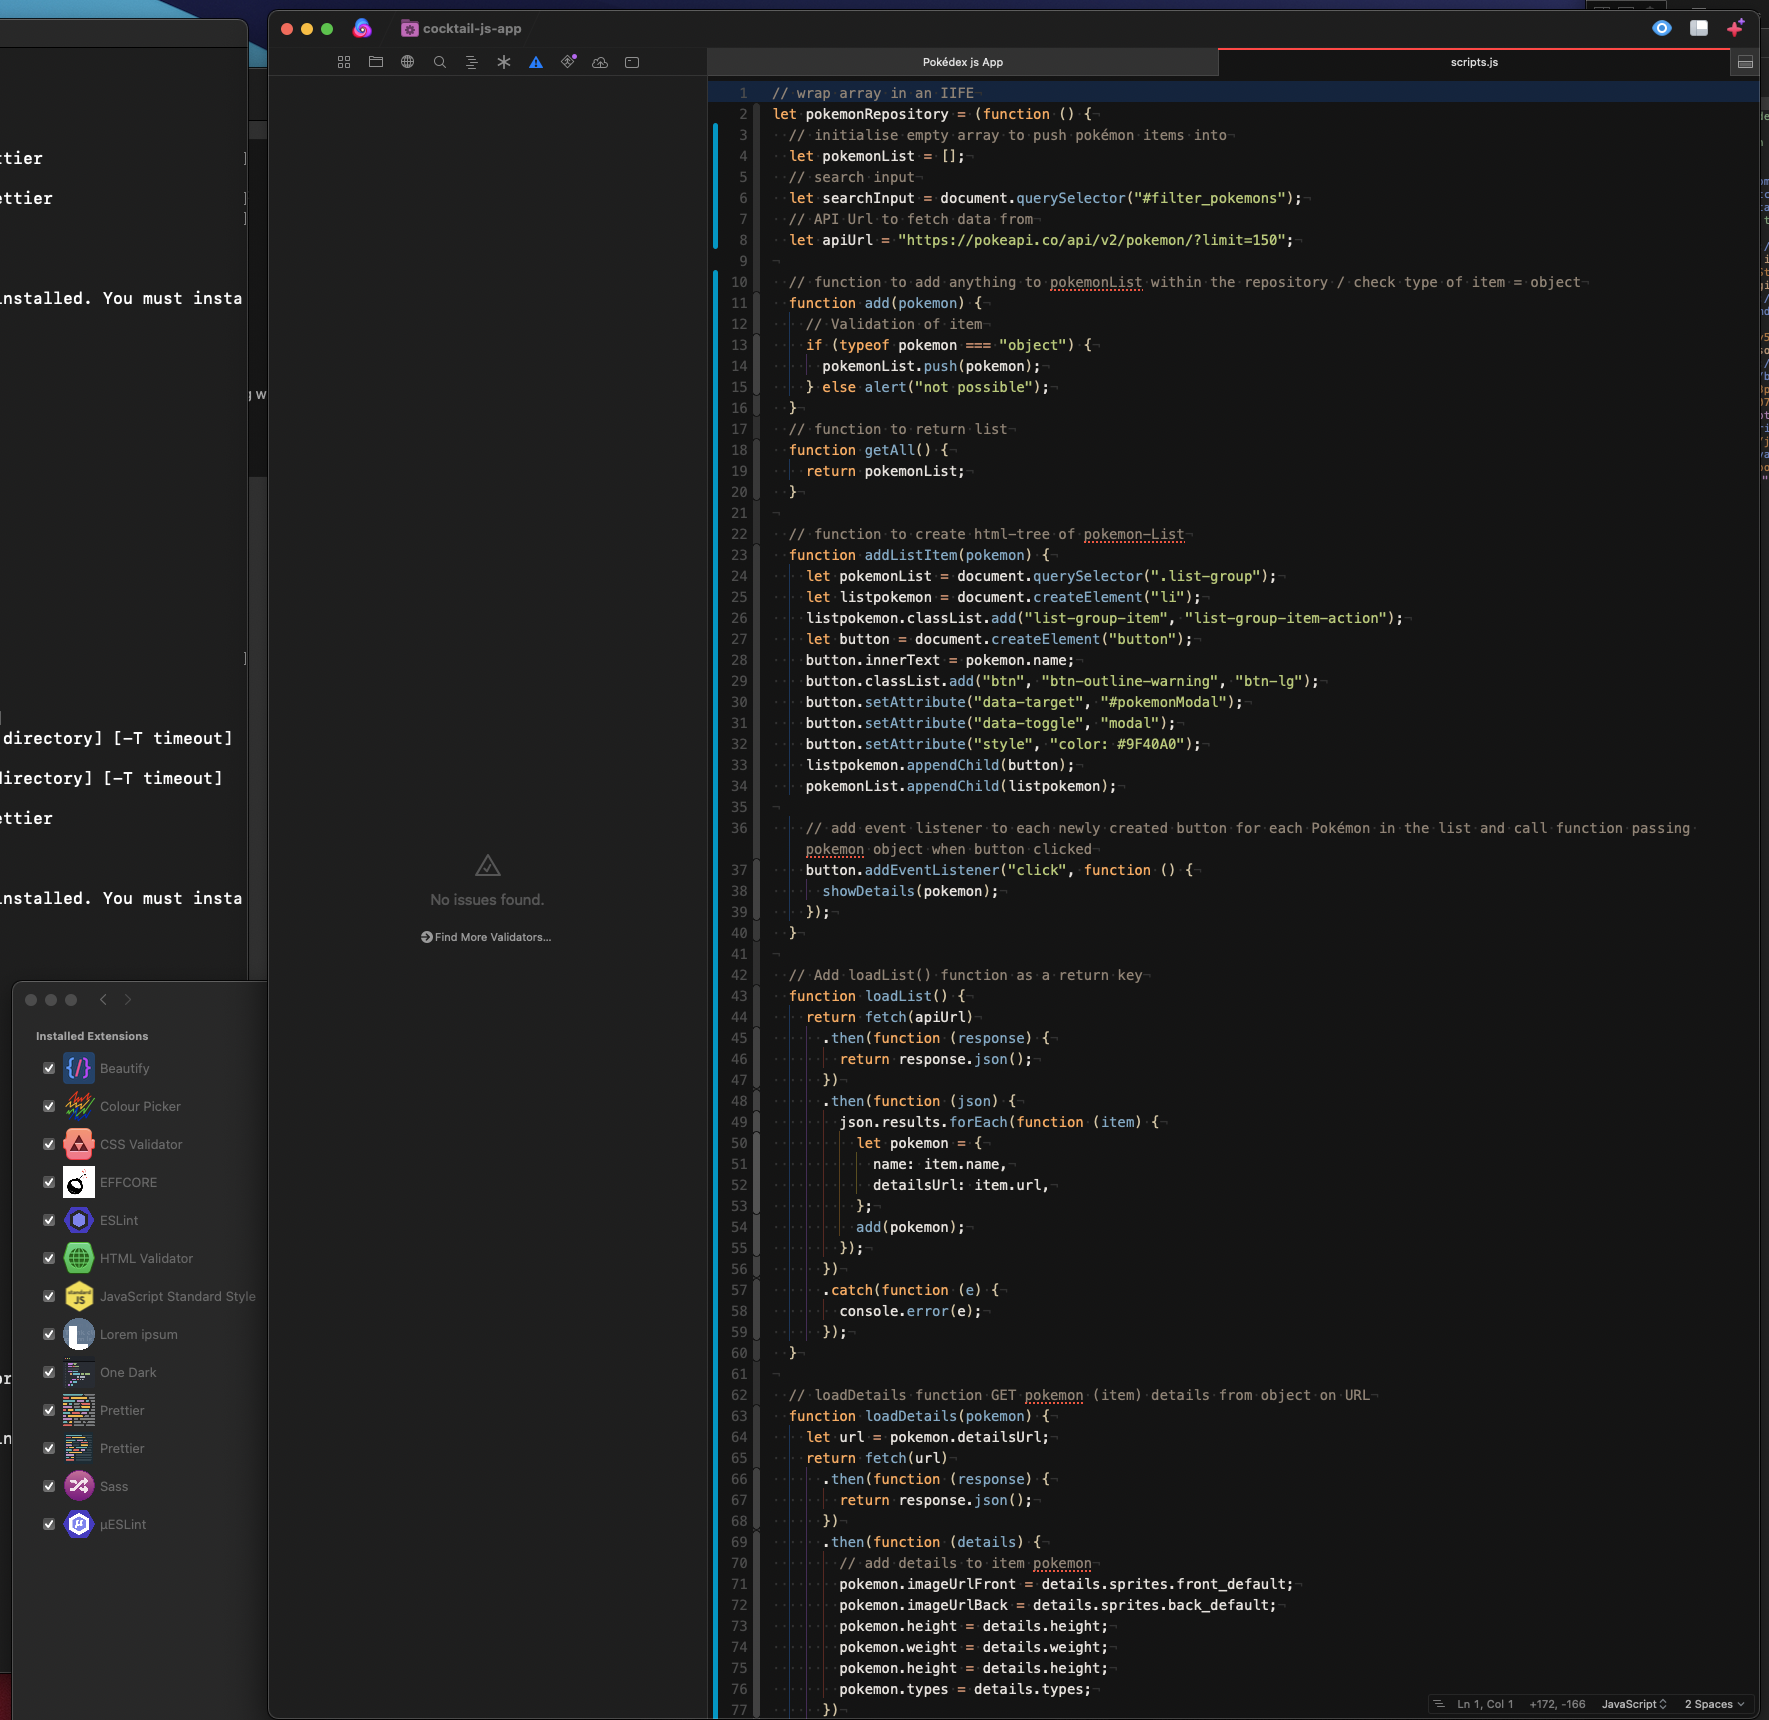 cocktail-js-app
Pokédex js App
scripts.js
1 // wrap array in an IIFE
2 let pokemonRepository = (function () {
3 // initialise empty array to push pokémon items into
4 let pokemonList = [];
5 // search input
6 let searchInput = document.querySelector("#filter_pokemons");
7 // API Url to fetch data from
8 let apiUrl = "https://pokeapi.co/api/v2/pokemon/?limit=150";
9
10 // function to add anything to pokemonList within the repository / check type of item = object
11 function add(pokemon) {
12 // Validation of item
13 if (typeof pokemon === "object") {
14 pokemonList.push(pokemon);
15 } else alert("not possible");
16 }
17 // function to return list
18 function getAll() {
19 return pokemonList;
20 }
21
22 // function to create html-tree of pokemon-List
23 function addListItem(pokemon) {
24 let pokemonList = document.querySelector(".list-group");
25 let listpokemon = document.createElement("li");
26 listpokemon.classList.add("list-group-item", "list-group-item-action");
27 let button = document.createElement("button");
28 button.innerText = pokemon.name;
29 button.classList.add("btn", "btn-outline-warning", "btn-lg");
30 button.setAttribute("data-target", "#pokemonModal");
31 button.setAttribute("data-toggle", "modal");
32 button.setAttribute("style", "color: #9F40A0");
33 listpokemon.appendChild(button);
34 pokemonList.appendChild(listpokemon);
35
36 // add event listener to each newly created button for each Pokémon in the list and call function passing
pokemon object when button clicked
37 button.addEventListener("click", function () {
38 showDetails(pokemon);
39 });
40 }
41
42 // Add loadList() function as a return key
43 function loadList() {
44 return fetch(apiUrl)
45 .then(function (response) {
46 return response.json();
47 })
48 .then(function (json) {
49 json.results.forEach(function (item) {
50 let pokemon = {
51 name: item.name,
52 detailsUrl: item.url,
53 };
54 add(pokemon);
55 });
56 })
57 .catch(function (e) {
58 console.error(e);
59 });
60 }
61
62 // loadDetails function GET pokemon (item) details from object on URL
63 function loadDetails(pokemon) {
64 let url = pokemon.detailsUrl;
65 return fetch(url)
66 .then(function (response) {
67 return response.json();
68 })
69 .then(function (details) {
70 // add details to item pokemon
71 pokemon.imageUrlFront = details.sprites.front_default;
72 pokemon.imageUrlBack = details.sprites.back_default;
73 pokemon.height = details.height;
74 pokemon.weight = details.weight;
75 pokemon.height = details.height;
76 pokemon.types = details.types;
77 })
Ln 1, Col 1 +172, -166 JavaScript 2 Spaces
No issues found.
Find More Validators...
ttier ]
ettier ]
]
nstalled. You must insta
g w
]
]
directory] [-T timeout]
directory] [-T timeout]
ettier
nstalled. You must insta
Installed Extensions
Beautify
Colour Picker
CSS Validator
EFFCORE
ESLint
HTML Validator
JavaScript Standard Style
Lorem ipsum
One Dark
Prettier
Prettier
Sass
µESLint